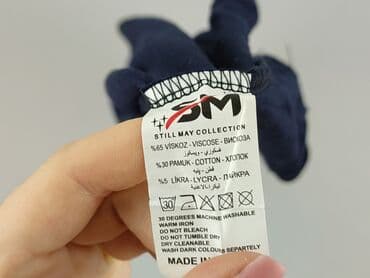 SM
STILL MAY COLLECTION
%65 VİSKOZ – VISCOSE – ВИСКОЗА
%30 PAMUK – COTTON – ХЛОПОК
%5 LİKRA – LYCRA – ЛАЙКРА
30
30 DEGREES MACHINE WASHABLE
WARM IRON
DO NOT BLEACH
DO NOT TUMBLE DRY
DRY CLEANABLE
WASH DARK COLOURS SEPARATELY
MADE IN